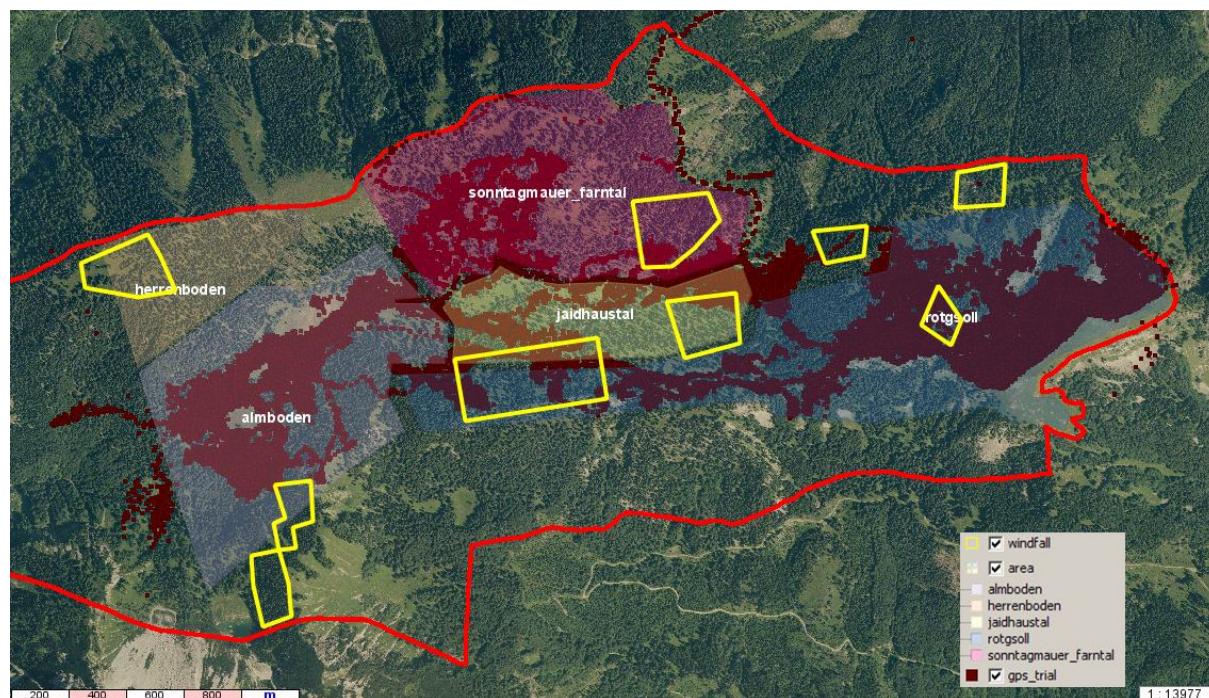 sonntagmauer_farntal
herrenboden
jaidhaustal
rotgsoll
almboden
windfall
area
almboden
herrenboden
jaidhaustal
rotgsoll
sonntagmauer_farntal
gps_trial
200 400 600 800 m
1 : 13977